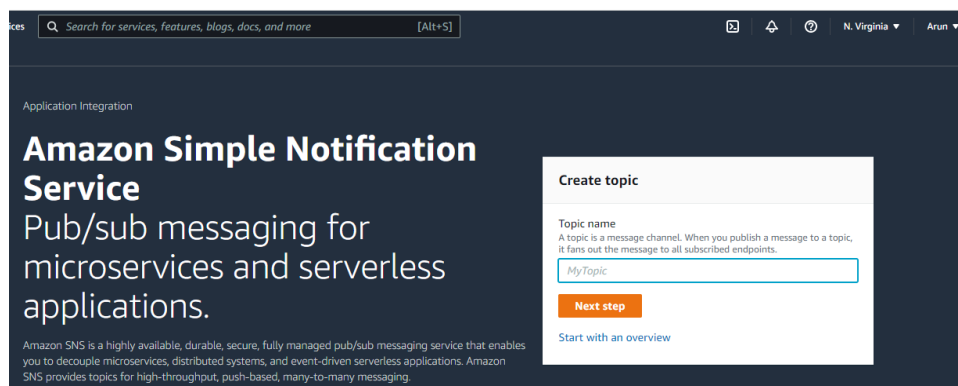 ices Search for services, features, blogs, docs, and more [Alt+S] N. Virginia ▼ Arun ▼
Application Integration
Amazon Simple Notification
Service
Pub/sub messaging for
microservices and serverless
applications.
Amazon SNS is a highly available, durable, secure, fully managed pub/sub messaging service that enables
you to decouple microservices, distributed systems, and event-driven serverless applications. Amazon
SNS provides topics for high-throughput, push-based, many-to-many messaging.
Create topic
Topic name
A topic is a message channel. When you publish a message to a topic,
it fans out the message to all subscribed endpoints.
MyTopic
Next step
Start with an overview